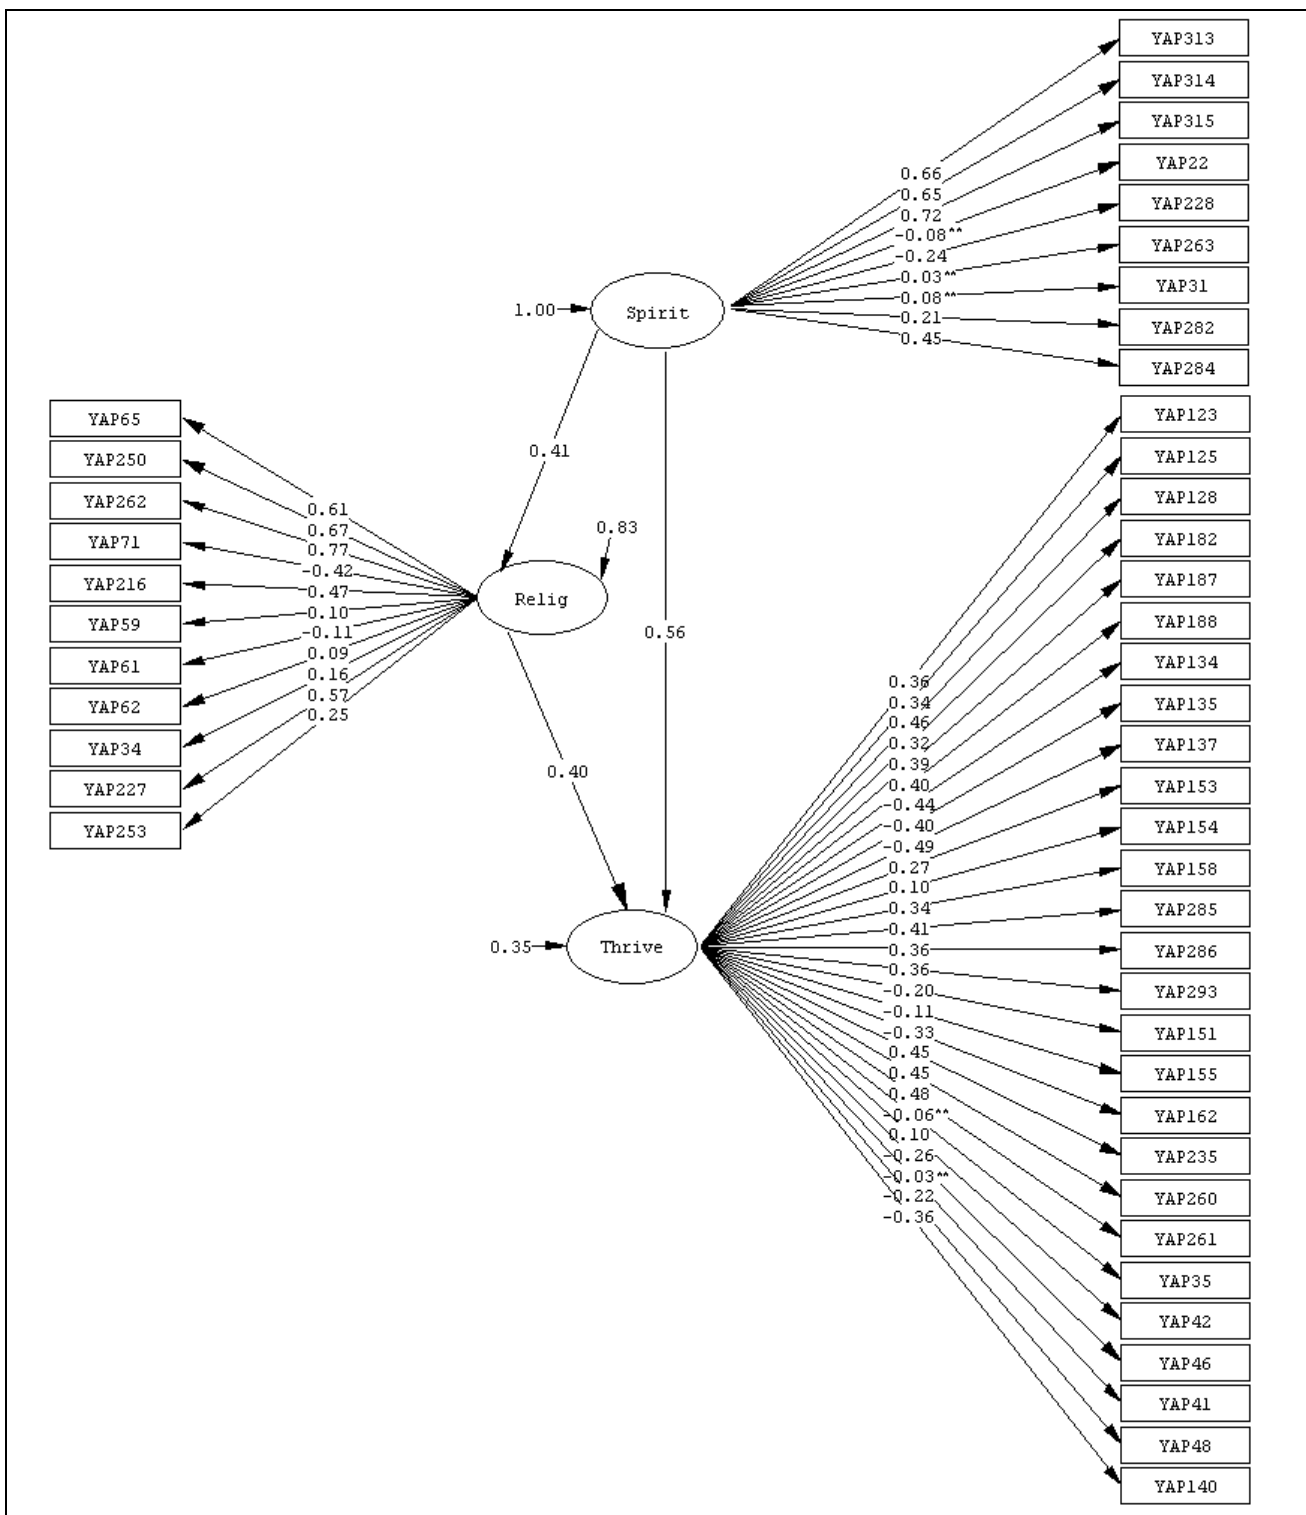 YAP313
YAP314
YAP315
YAP22
YAP228
YAP263
YAP31
YAP282
YAP284
0.66
0.65
0.72
-0.08^^
-0.24
0.03^^
0.08^^
0.21
0.45
1.00
Spirit
0.41
0.56
YAP65
YAP250
YAP262
YAP71
YAP216
YAP59
YAP61
YAP62
YAP34
YAP227
YAP253
0.61
0.67
0.77
-0.42
0.47
0.10
-0.11
0.09
0.16
0.57
0.25
0.83
Relig
0.40
0.35
Thrive
0.36
0.34
0.46
0.32
0.39
0.40
-0.44
-0.40
-0.49
0.27
0.10
0.34
0.41
0.36
0.36
-0.20
-0.11
-0.33
0.45
0.45
0.48
-0.06^^
0.10
-0.26
-0.03^^
-0.22
-0.36
YAP123
YAP125
YAP128
YAP182
YAP187
YAP188
YAP134
YAP135
YAP137
YAP153
YAP154
YAP158
YAP285
YAP286
YAP293
YAP151
YAP155
YAP162
YAP235
YAP260
YAP261
YAP35
YAP42
YAP46
YAP41
YAP48
YAP140